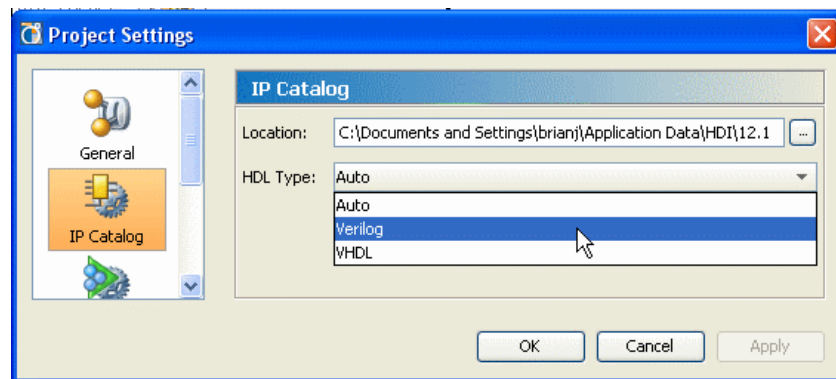 Project Settings
General
IP Catalog
IP Catalog
Location: C:\Documents and Settings\brianj\Application Data\HDI\12.1 ...
HDL Type: Auto
Auto
Verilog
VHDL
OK Cancel Apply